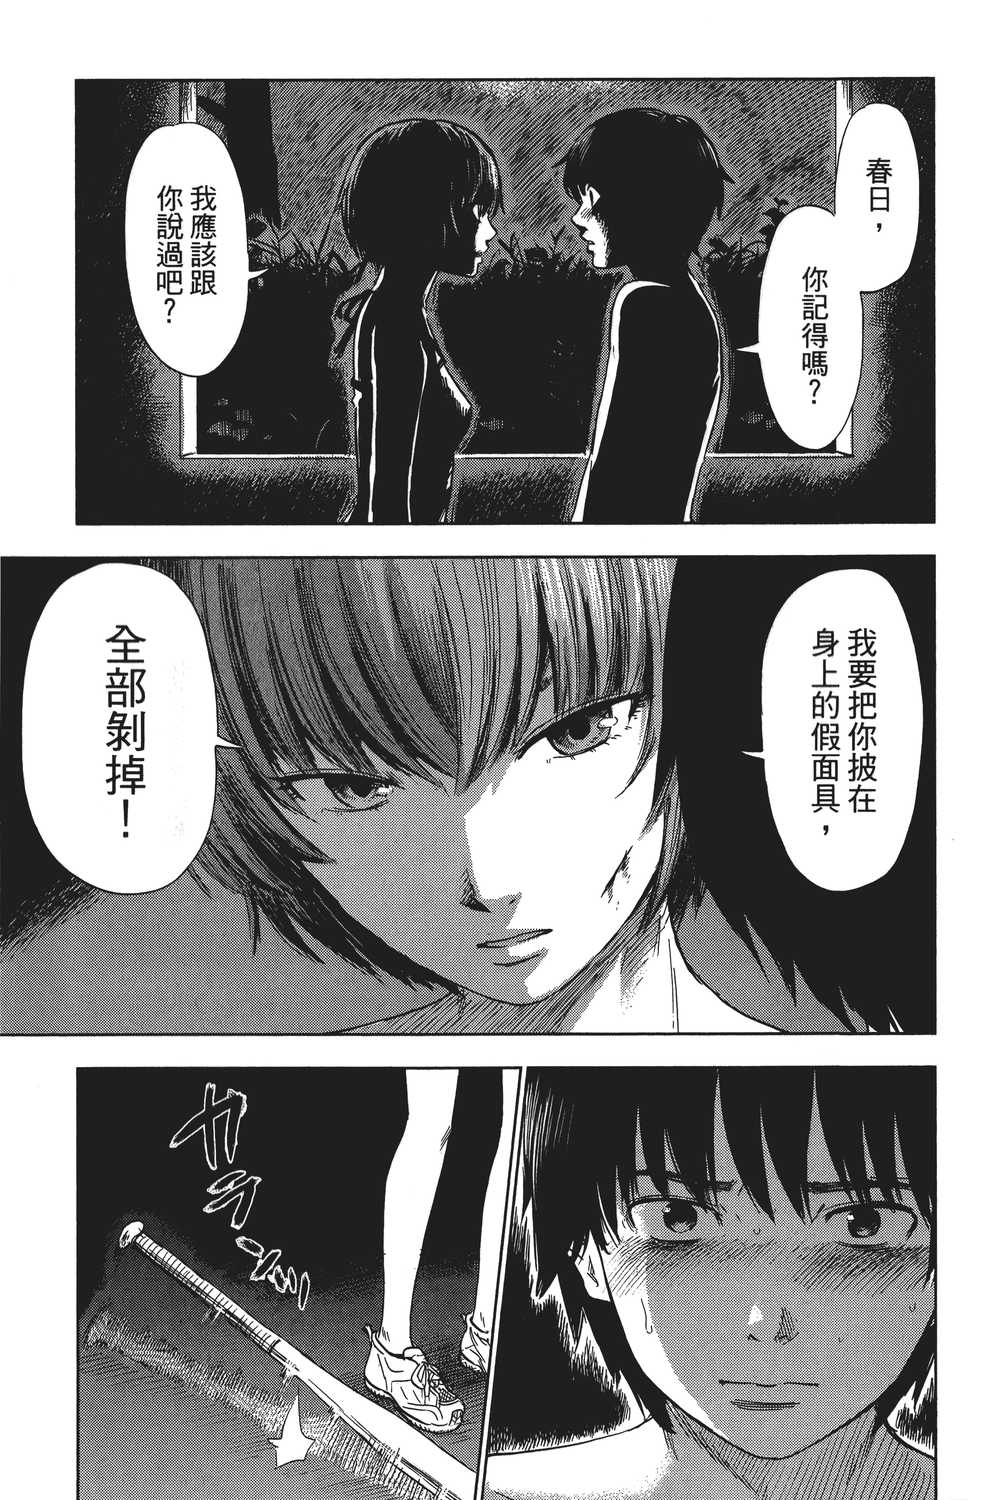 春日，
你記得嗎？
我應該跟
你說過吧？
我要把你披在
身上的假面具，
全部剝掉！
カラン